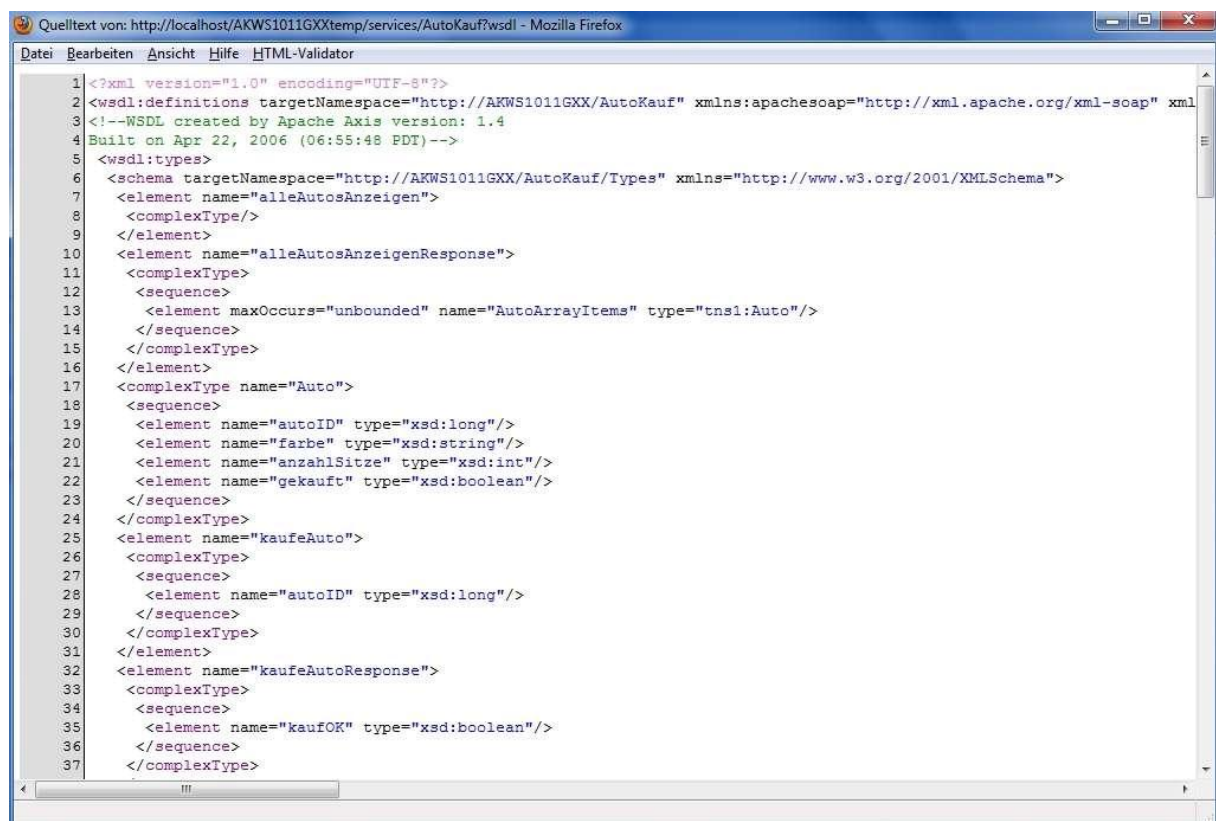 Quelltext von: http://localhost/AKWS1011GXXtemp/services/AutoKauf?wsdl - Mozilla Firefox
Datei Bearbeiten Ansicht Hilfe HTML-Validator
1 <?xml version="1.0" encoding="UTF-8"?>
2 <wsdl:definitions targetNamespace="http://AKWS1011GXX/AutoKauf" xmlns:apachesoap="http://xml.apache.org/xml-soap" xml
3 <!--WSDL created by Apache Axis version: 1.4
4 Built on Apr 22, 2006 (06:55:48 PDT)-->
5 <wsdl:types>
6 <schema targetNamespace="http://AKWS1011GXX/AutoKauf/Types" xmlns="http://www.w3.org/2001/XMLSchema">
7 <element name="alleAutosAnzeigen">
8 <complexType/>
9 </element>
10 <element name="alleAutosAnzeigenResponse">
11 <complexType>
12 <sequence>
13 <element maxOccurs="unbounded" name="AutoArrayItems" type="tns1:Auto"/>
14 </sequence>
15 </complexType>
16 </element>
17 <complexType name="Auto">
18 <sequence>
19 <element name="autoID" type="xsd:long"/>
20 <element name="farbe" type="xsd:string"/>
21 <element name="anzahlSitze" type="xsd:int"/>
22 <element name="gekauft" type="xsd:boolean"/>
23 </sequence>
24 </complexType>
25 <element name="kaufeAuto">
26 <complexType>
27 <sequence>
28 <element name="autoID" type="xsd:long"/>
29 </sequence>
30 </complexType>
31 </element>
32 <element name="kaufeAutoResponse">
33 <complexType>
34 <sequence>
35 <element name="kaufOK" type="xsd:boolean"/>
36 </sequence>
37 </complexType>